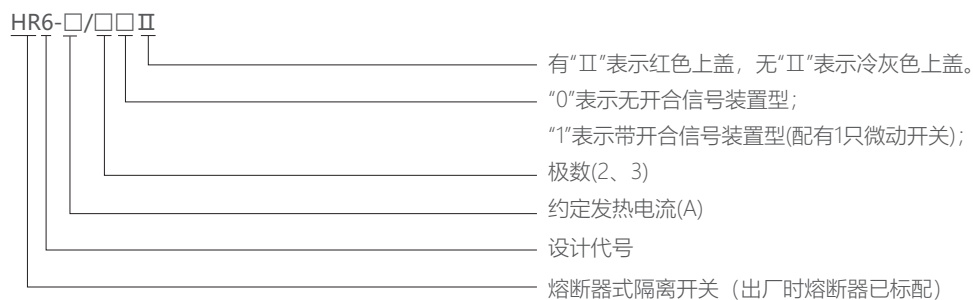 HR6-□/□□Ⅱ
有“Ⅱ”表示红色上盖，无“Ⅱ”表示冷灰色上盖。
“0”表示无开合信号装置型；
“1”表示带开合信号装置型(配有1只微动开关)；
极数(2、3)
约定发热电流(A)
设计代号
熔断器式隔离开关（出厂时熔断器已标配）